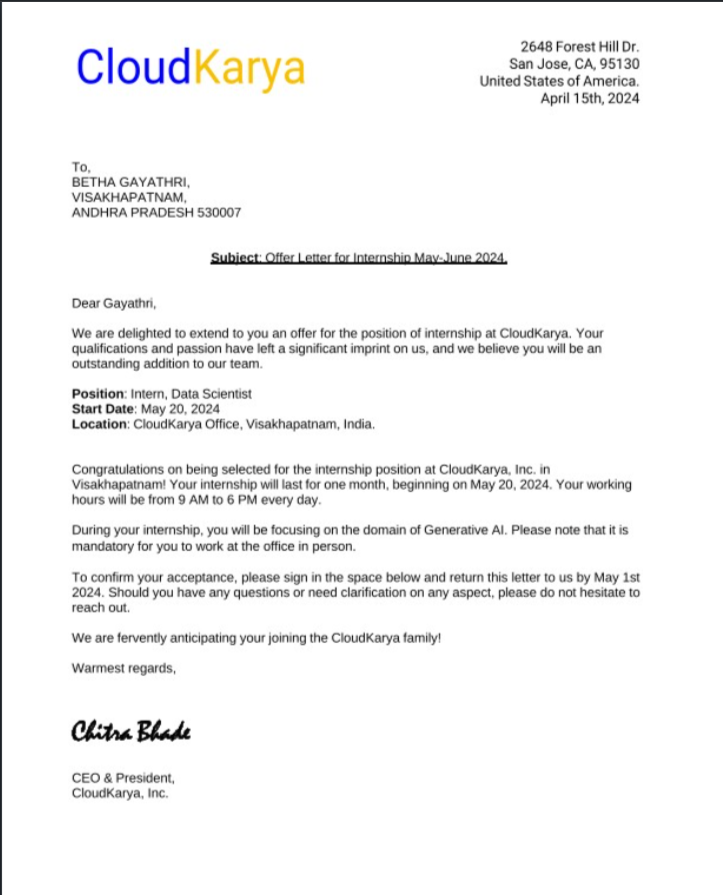 CloudKarya
2648 Forest Hill Dr.
San Jose, CA, 95130
United States of America.
April 15th, 2024
To,
BETHA GAYATHRI,
VISAKHAPATNAM,
ANDHRA PRADESH 530007
Subject: Offer Letter for Internship May-June 2024.
Dear Gayathri,
We are delighted to extend to you an offer for the position of internship at CloudKarya. Your
qualifications and passion have left a significant imprint on us, and we believe you will be an
outstanding addition to our team.
Position: Intern, Data Scientist
Start Date: May 20, 2024
Location: CloudKarya Office, Visakhapatnam, India.
Congratulations on being selected for the internship position at CloudKarya, Inc. in
Visakhapatnam! Your internship will last for one month, beginning on May 20, 2024. Your working
hours will be from 9 AM to 6 PM every day.
During your internship, you will be focusing on the domain of Generative AI. Please note that it is
mandatory for you to work at the office in person.
To confirm your acceptance, please sign in the space below and return this letter to us by May 1st
2024. Should you have any questions or need clarification on any aspect, please do not hesitate to
reach out.
We are fervently anticipating your joining the CloudKarya family!
Warmest regards,
Chitra Bhade
CEO & President,
CloudKarya, Inc.